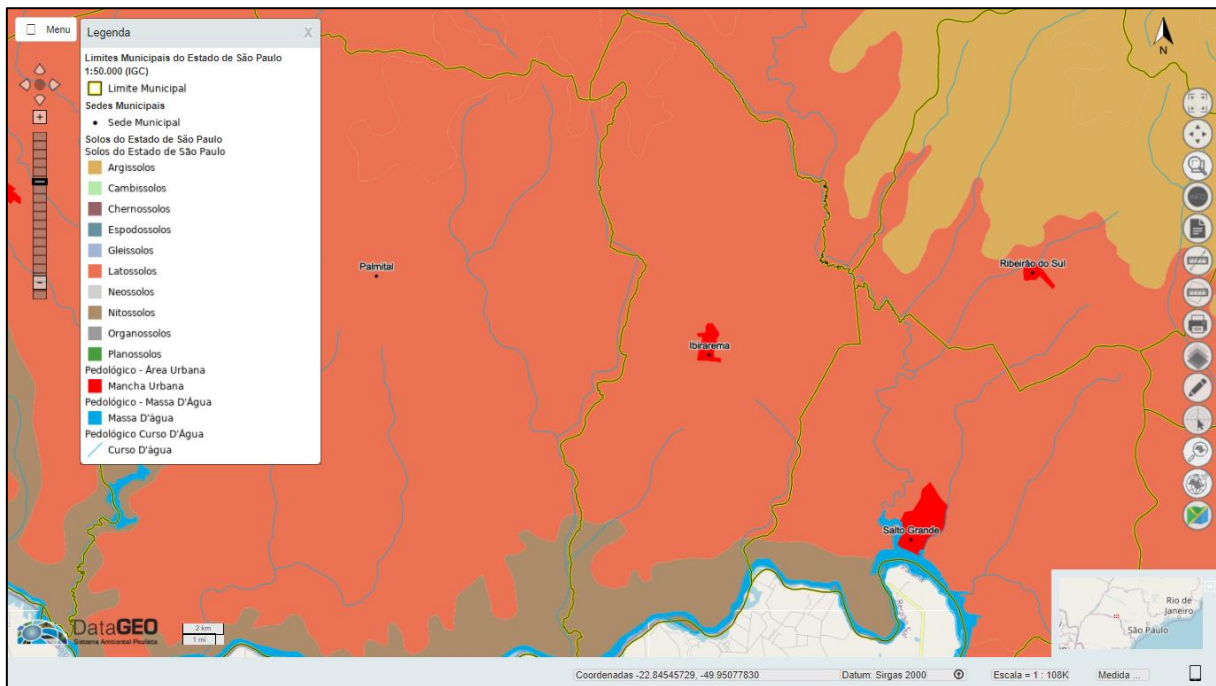 Menu
Legenda
X
Limites Municipais do Estado de São Paulo
1:50.000 (IGC)
Limite Municipal
Sedes Municipais
Sede Municipal
Solos do Estado de São Paulo
Solos do Estado de São Paulo
Argissolos
Cambissolos
Chernossolos
Espodossolos
Gleissolos
Latossolos
Neossolos
Nitossolos
Organossolos
Planossolos
Pedológico - Área Urbana
Mancha Urbana
Pedológico - Massa D'Água
Massa D'água
Pedológico Curso D'Água
Curso D'água
N
INFO
Palmital
Ibirarema
Ribeirão do Sul
Salto Grande
DataGEO
Sistema Ambiental Paulista
2 km
1 mi
Rio de
Janeiro
São Paulo
Coordenadas -22.84545729, -49.95077830
Datum: Sirgas 2000
Escala = 1 : 108K
Medida ...